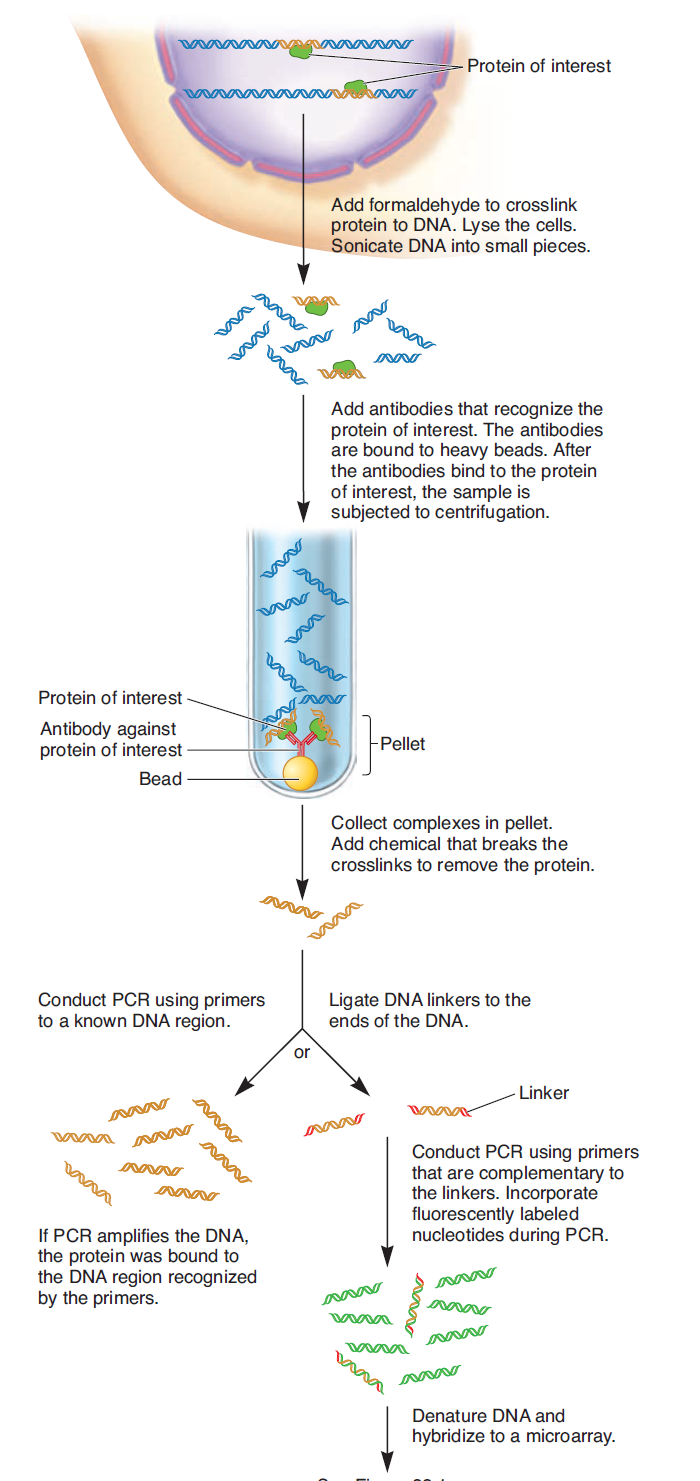 Protein of interest
Add formaldehyde to crosslink
protein to DNA. Lyse the cells.
Sonicate DNA into small pieces.
Add antibodies that recognize the
protein of interest. The antibodies
are bound to heavy beads. After
the antibodies bind to the protein
of interest, the sample is
subjected to centrifugation.
Protein of interest
Antibody against
protein of interest
Bead
Pellet
Collect complexes in pellet.
Add chemical that breaks the
crosslinks to remove the protein.
Conduct PCR using primers
to a known DNA region.
Ligate DNA linkers to the
ends of the DNA.
or
Linker
If PCR amplifies the DNA,
the protein was bound to
the DNA region recognized
by the primers.
Conduct PCR using primers
that are complementary to
the linkers. Incorporate
fluorescently labeled
nucleotides during PCR.
Denature DNA and
hybridize to a microarray.